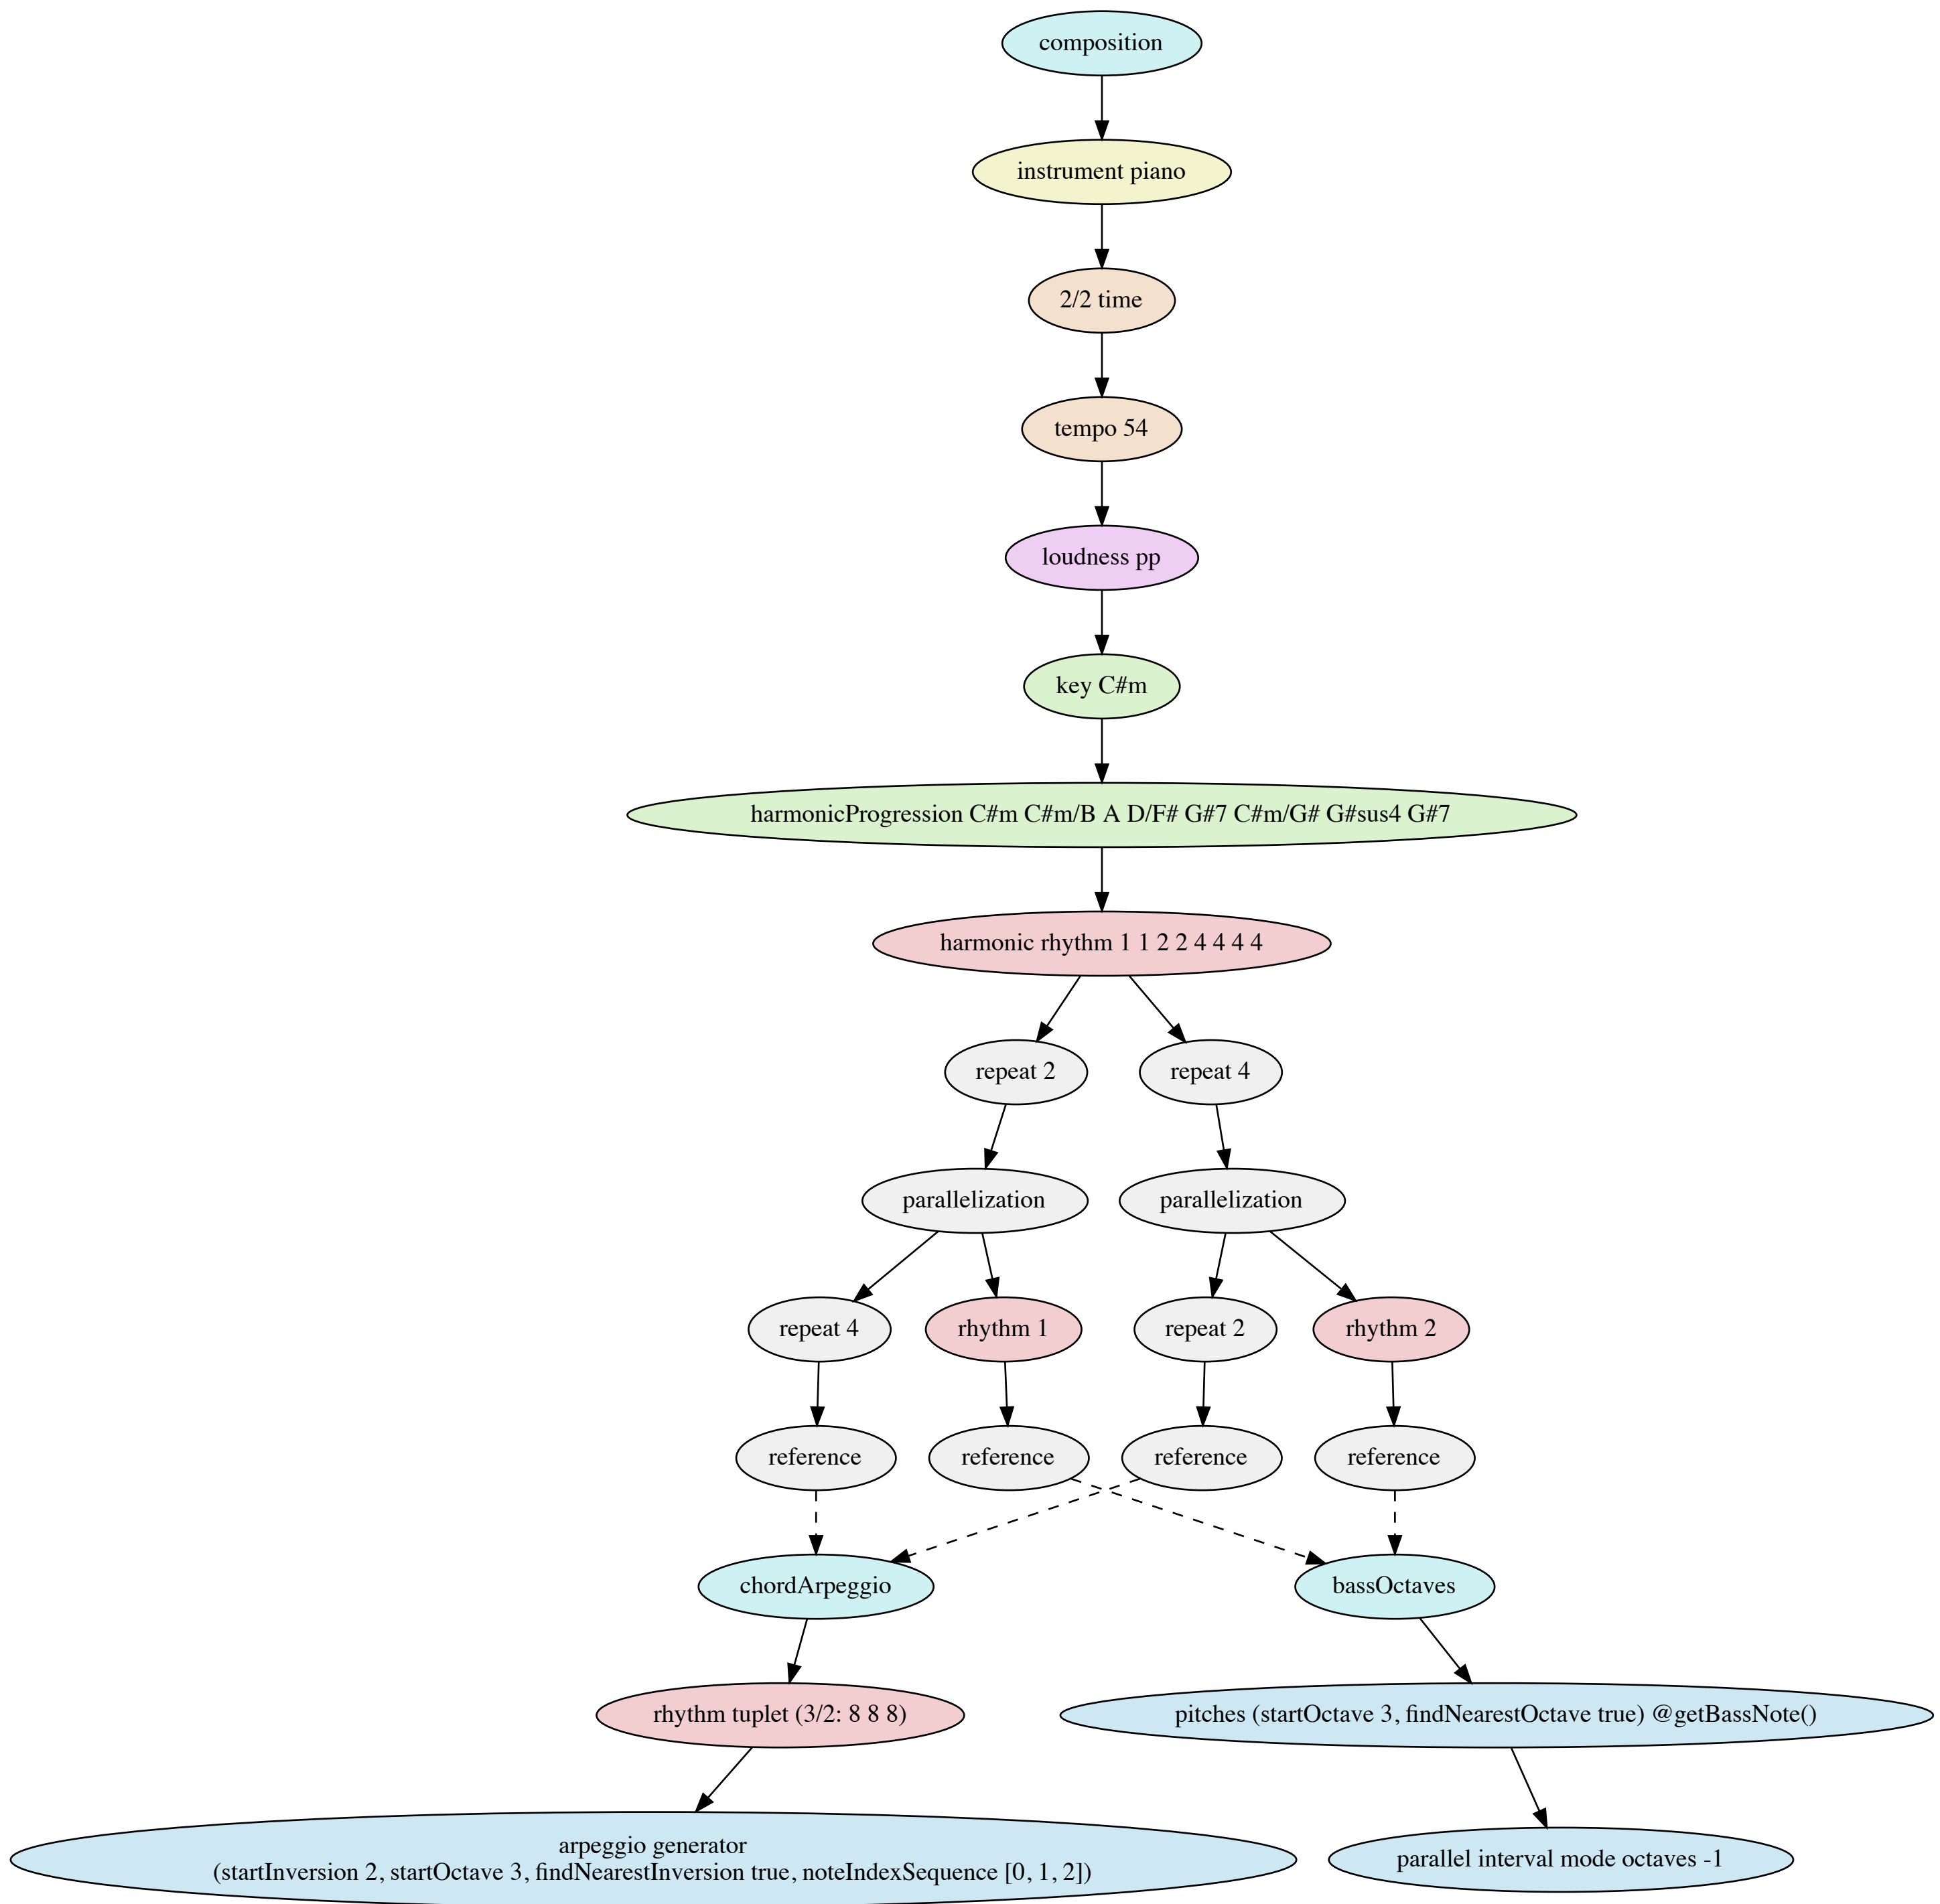 composition
instrument piano
2/2 time
tempo 54
loudness pp
key C#m
harmonicProgression C#m C#m/B A D/F# G#7 C#m/G# G#sus4 G#7
harmonic rhythm 1 1 2 2 4 4 4 4
repeat 2
repeat 4
parallelization
parallelization
repeat 4
rhythm 1
repeat 2
rhythm 2
reference
reference
reference
reference
chordArpeggio
bassOctaves
rhythm tuplet (3/2: 8 8 8)
pitches (startOctave 3, findNearestOctave true) @getBassNote()
arpeggio generator
(startInversion 2, startOctave 3, findNearestInversion true, noteIndexSequence [0, 1, 2])
parallel interval mode octaves -1